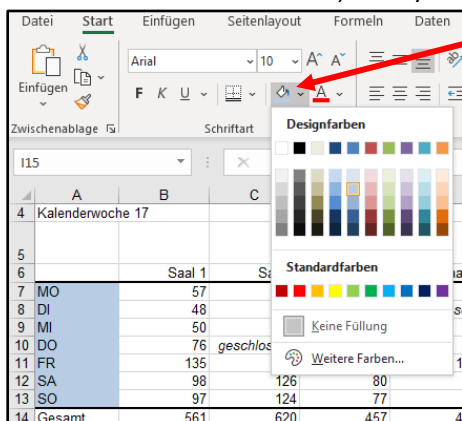 Datei Start Einfügen Seitenlayout Formeln Daten
Arial 10 A A
Einfügen F K U A
Zwischenablage Schriftart
Designfarben
I15
A B C
4 Kalenderwoche 17
5
6 Saal 1
Standardfarben
7 MO 57
8 DI 48
9 MI 50
Keine Füllung
10 DO 76
Weitere Farben...
11 FR 135
12 SA 98 126 80
13 SO 97 124 77
14 Gesamt 561 620 457